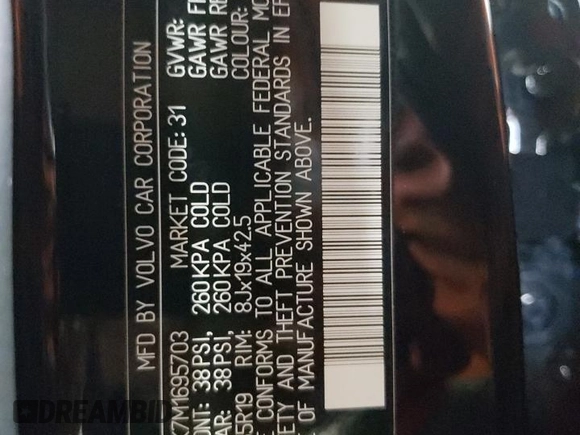 MFD BY VOLVO CAR CORPORATION
7M1695703 MARKET CODE: 31 GVWR:
ONT: 38PSI, 260KPA COLD GAWR
AR: 38PSI, 260KPA COLD GAWR
5R19 RIM: 8Jx19x42.5 COLOUR:
CONFORMS TO ALL APPLICABLE FEDERAL
ETY AND THEFT PREVENTION STANDARDS IN
OF MANUFACTURE SHOWN ABOVE.
DREAMBID